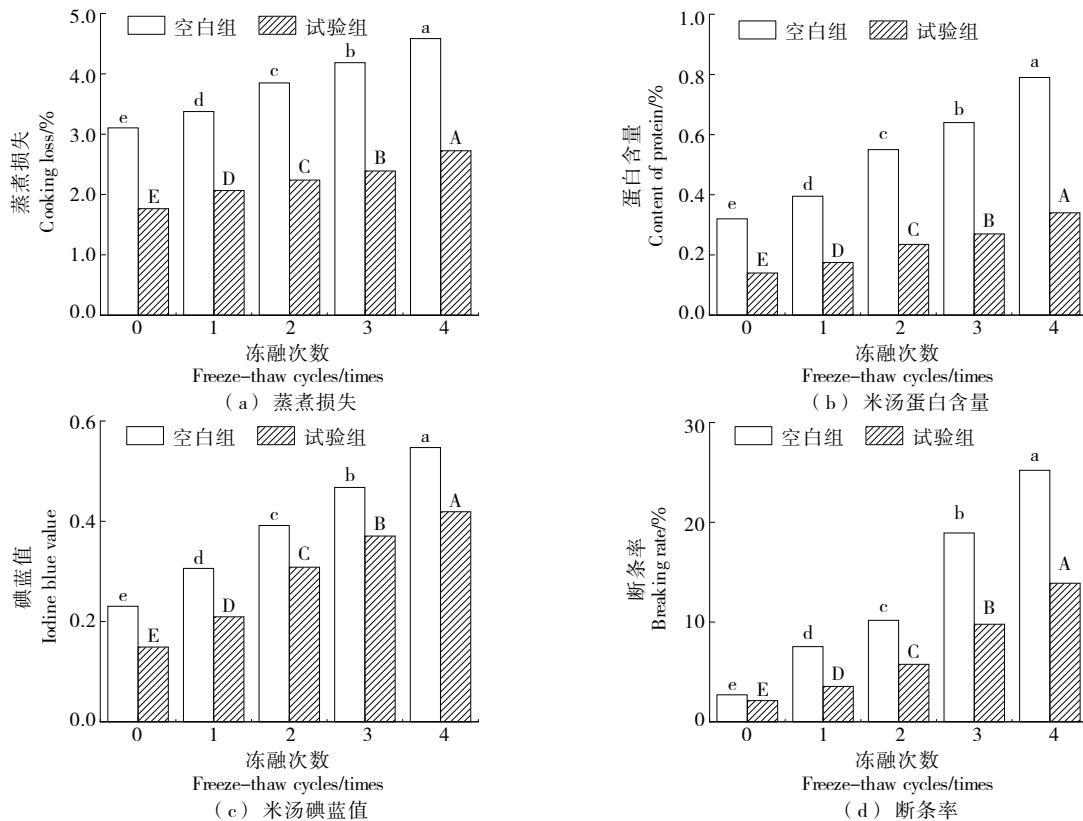 空白组 试验组
5.0
4.0
3.0
2.0
1.0
0.0
蒸煮损失
Cooking loss/%
e E d D c C b B a A
0 1 2 3 4
冻融次数
Freeze-thaw cycles/times
(a) 蒸煮损失
空白组 试验组
1.0
0.8
0.6
0.4
0.2
0.0
蛋白含量
Content of protein/%
e E d D c C b B a A
0 1 2 3 4
冻融次数
Freeze-thaw cycles/times
(b) 米汤蛋白含量
空白组 试验组
0.6
0.4
0.2
0.0
碘蓝值
Iodine blue value
e E d D c C b B a A
0 1 2 3 4
冻融次数
Freeze-thaw cycles/times
(c) 米汤碘蓝值
空白组 试验组
30
20
10
0
断条率
Breaking rate/%
e E d D c C b B a A
0 1 2 3 4
冻融次数
Freeze-thaw cycles/times
(d) 断条率